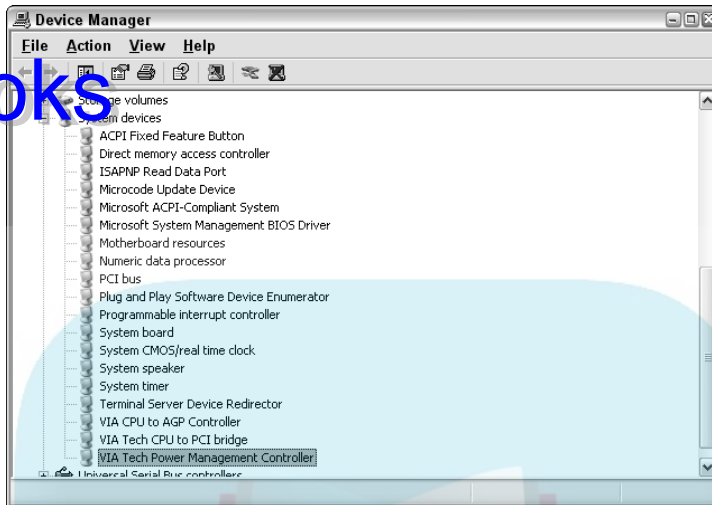 Device Manager
File Action View Help
oks
Storage volumes
System devices
ACPI Fixed Feature Button
Direct memory access controller
ISAPNP Read Data Port
Microcode Update Device
Microsoft ACPI-Compliant System
Microsoft System Management BIOS Driver
Motherboard resources
Numeric data processor
PCI bus
Plug and Play Software Device Enumerator
Programmable interrupt controller
System board
System CMOS/real time clock
System speaker
System timer
Terminal Server Device Redirector
VIA CPU to AGP Controller
VIA Tech CPU to PCI bridge
VIA Tech Power Management Controller
Universal Serial Bus controllers